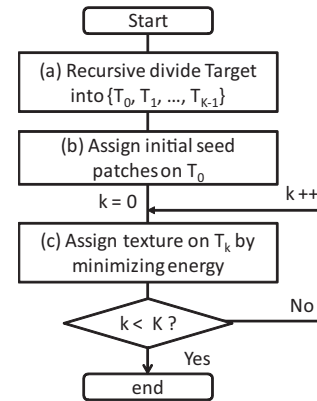 Start
(a) Recursive divide Target
into {T₀, T₁, ..., Tₖ₋₁}
(b) Assign initial seed
patches on T₀
k = 0
k ++
(c) Assign texture on Tₖ by
minimizing energy
k < K ?
No
Yes
end